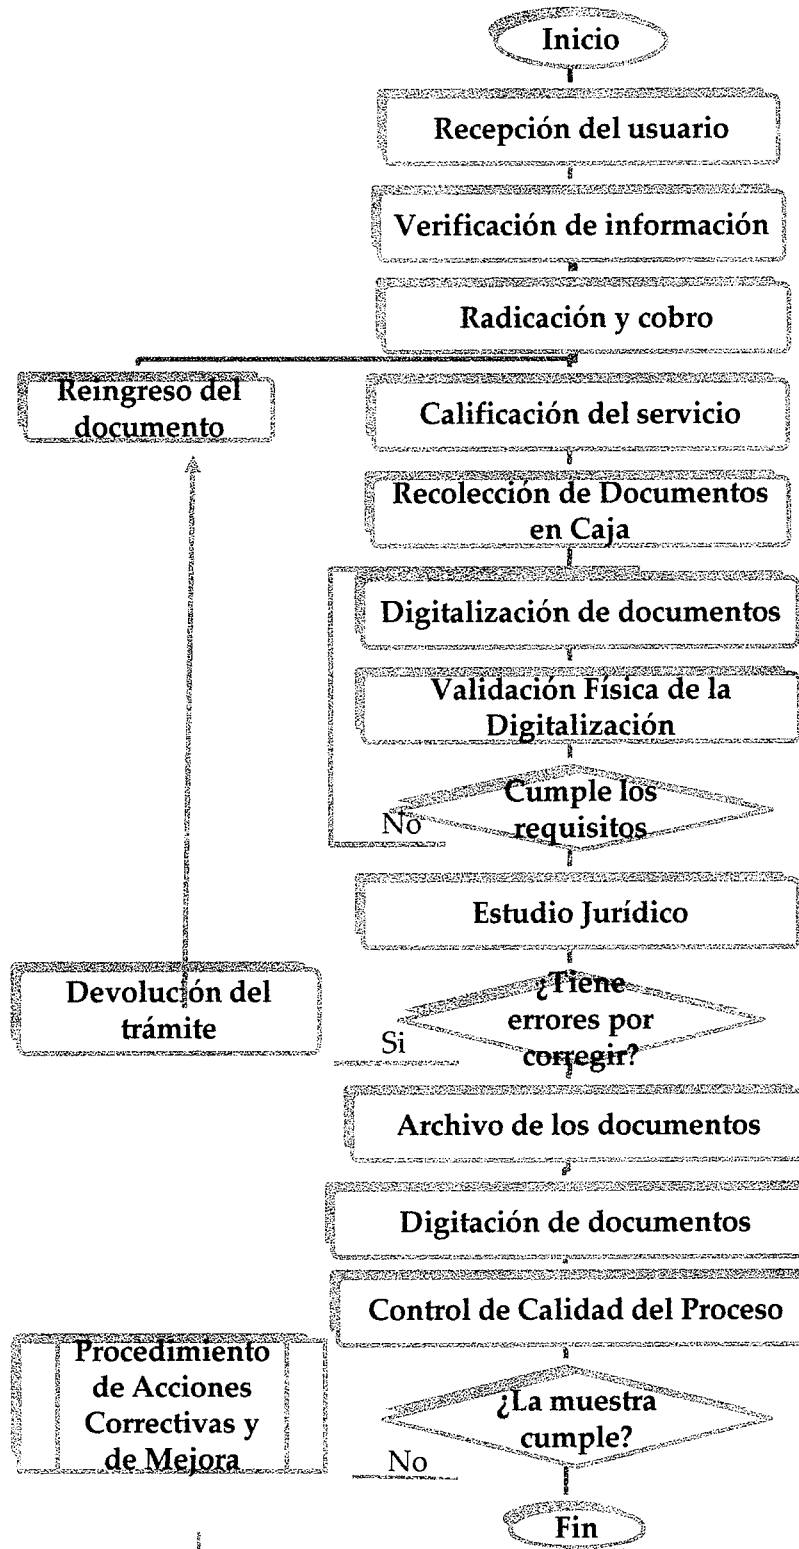 Inicio
Recepción del usuario
Verificación de información
Radicación y cobro
Reingreso del
documento
Calificación del servicio
Recolección de Documentos
en Caja
Digitalización de documentos
Validación Física de la
Digitalización
Cumple los
requisitos
No
Estudio Jurídico
Devolución del
trámite
¿Tiene
errores por
corregir?
Si
Archivo de los documentos
Digitación de documentos
Control de Calidad del Proceso
Procedimiento
de Acciones
Correctivas y
de Mejora
¿La muestra
cumple?
No
Fin